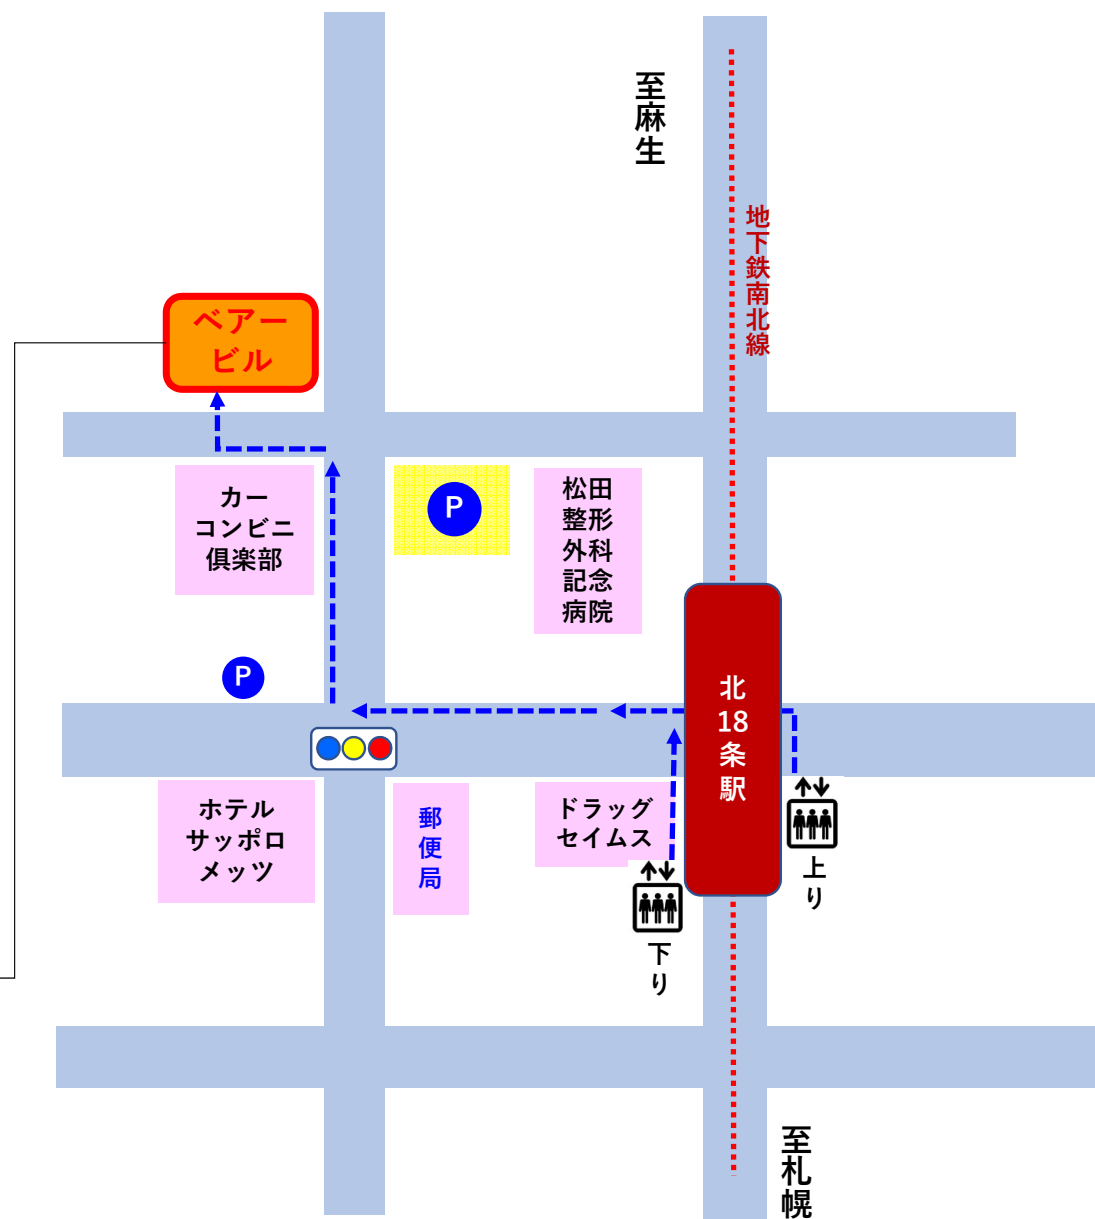 至麻生
地下鉄南北線
ベアー
ビル
カー
コンビニ
倶楽部
P
松田
整形
外科
記念
病院
P
北
18
条
駅
ホテル
サッポロ
メッツ
郵便局
ドラッグ
セイムス
上り
下り
至札幌